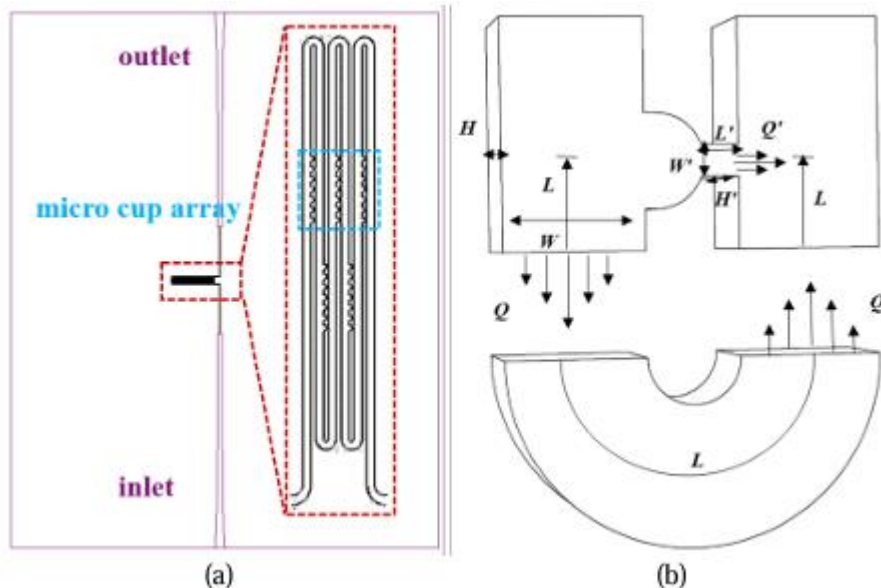 outlet
micro cup array
inlet
(a)
H
L
W
Q
L'
Q'
W'
H'
L
Q
L
(b)